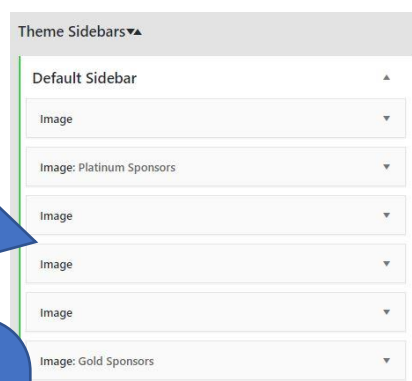 Theme Sidebars
Default Sidebar
Image
Image: Platinum Sponsors
Image
Image
Image
Image: Gold Sponsors